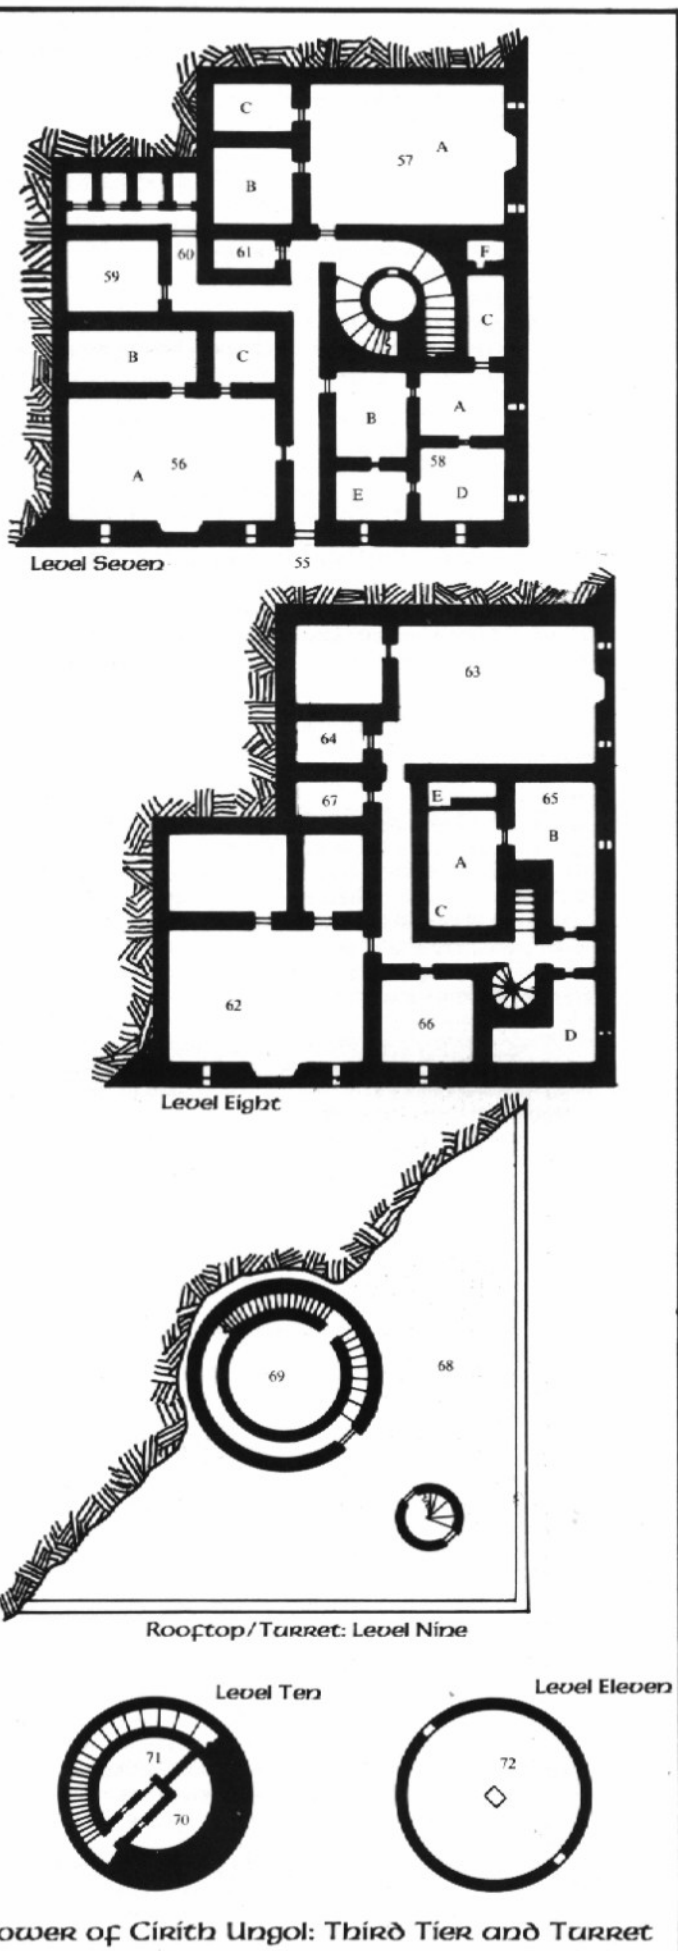 C
A
57
B
60
61
F
59
C
B
C
A
B
56
58
A
E
D
Level Seven
55
63
64
E
65
67
B
A
C
62
66
D
Level Eight
69
68
Rooftop/Turret: Level Nine
Level Ten
Level Eleven
71
72
70
ower of Cirith Ungol: Third Tier and Turret